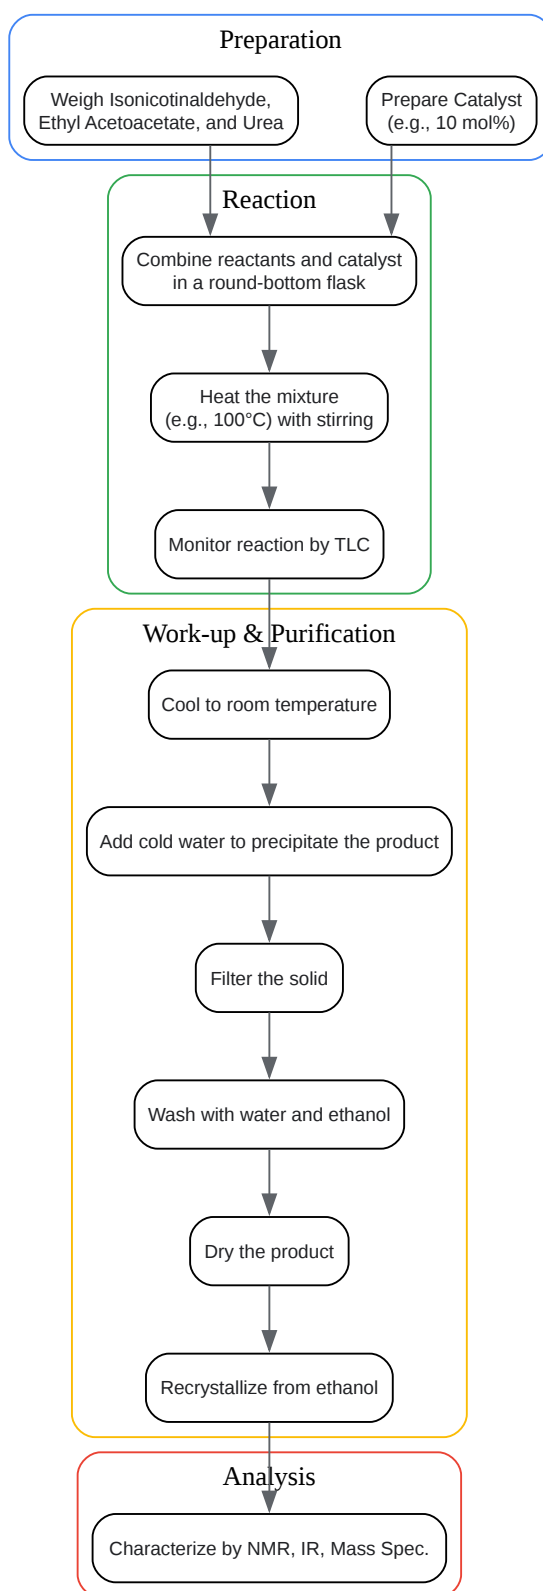 Preparation
Weigh Isonicotinaldehyde,
Ethyl Acetoacetate, and Urea
Prepare Catalyst
(e.g., 10 mol%)
Reaction
Combine reactants and catalyst
in a round-bottom flask
Heat the mixture
(e.g., 100°C) with stirring
Monitor reaction by TLC
Work-up & Purification
Cool to room temperature
Add cold water to precipitate the product
Filter the solid
Wash with water and ethanol
Dry the product
Recrystallize from ethanol
Analysis
Characterize by NMR, IR, Mass Spec.